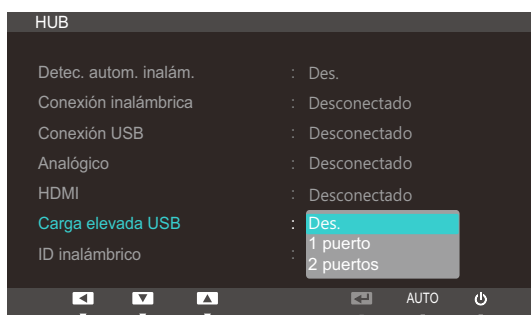 HUB
Detec. autom. inalám. : Des.
Conexión inalámbrica : Desconectado
Conexión USB : Desconectado
Analógico : Desconectado
HDMI : Desconectado
Carga elevada USB : Des.
1 puerto
ID inalámbrico :
2 puertos
AUTO